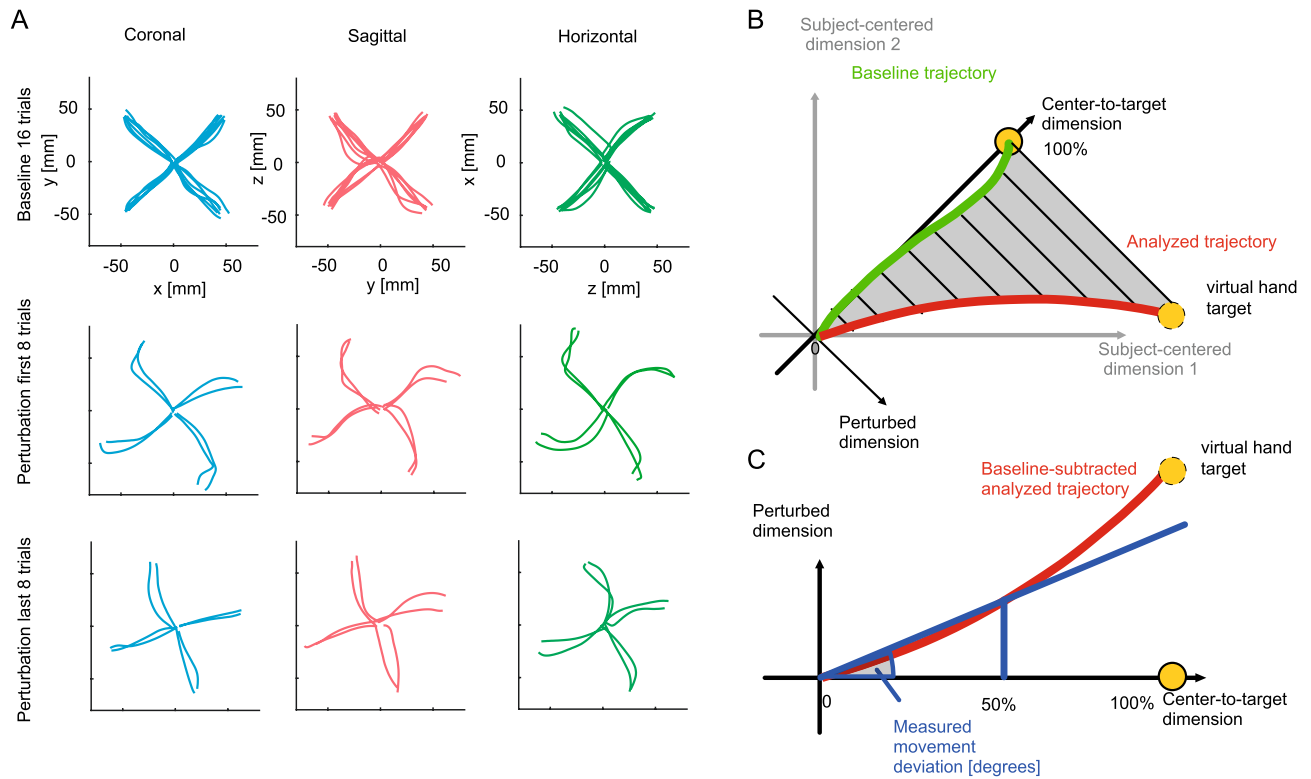 A
Coronal
Sagittal
Horizontal
Baseline 16 trials
y [mm]
50
0
-50
-50
0
50
x [mm]
z [mm]
50
0
-50
-50
0
50
y [mm]
x [mm]
50
0
-50
-50
0
50
z [mm]
Perturbation first 8 trials
Perturbation last 8 trials
B
Subject-centered
dimension 2
Baseline trajectory
Center-to-target
dimension
100%
Analyzed trajectory
virtual hand
target
0
Subject-centered
dimension 1
Perturbed
dimension
C
Baseline-subtracted
analyzed trajectory
virtual hand
target
Perturbed
dimension
0
50%
100%
Center-to-target
dimension
Measured
movement
deviation [degrees]